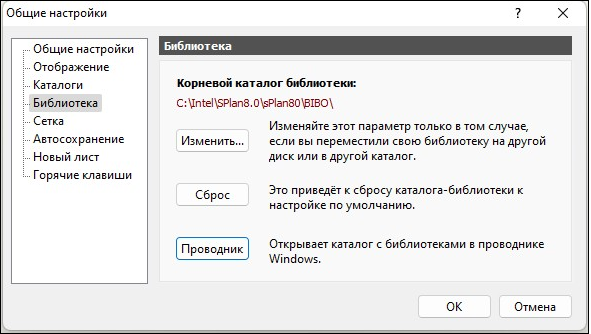 Общие настройки
?
Общие настройки
Отображение
Каталоги
Библиотека
Сетка
Автосохранение
Новый лист
Горячие клавиши
Библиотека
Корневой каталог библиотеки:
C:\Intel\SPlan8.0\sPlan80\BIBO\
Изменить...
Изменяйте этот параметр только в том случае,
если вы переместили свою библиотеку на другой
диск или в другой каталог.
Сброс
Это приведёт к сбросу каталога-библиотеки к
настройке по умолчанию.
Проводник
Открывает каталог с библиотеками в проводнике
Windows.
OK
Отмена